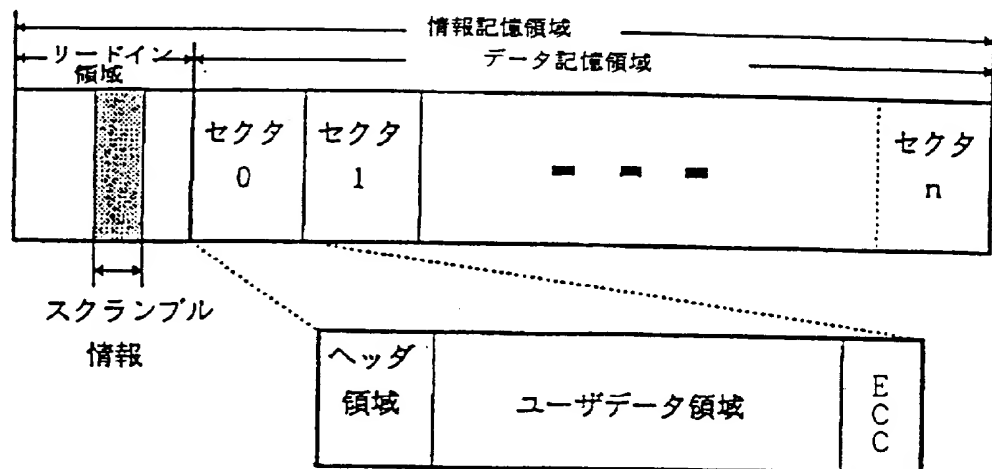 情報記憶領域
リードイン
領域
データ記憶領域
セクタ
0
セクタ
1
セクタ
n
スクランブル
情報
ヘッダ
領域
ユーザデータ領域
E
C
C